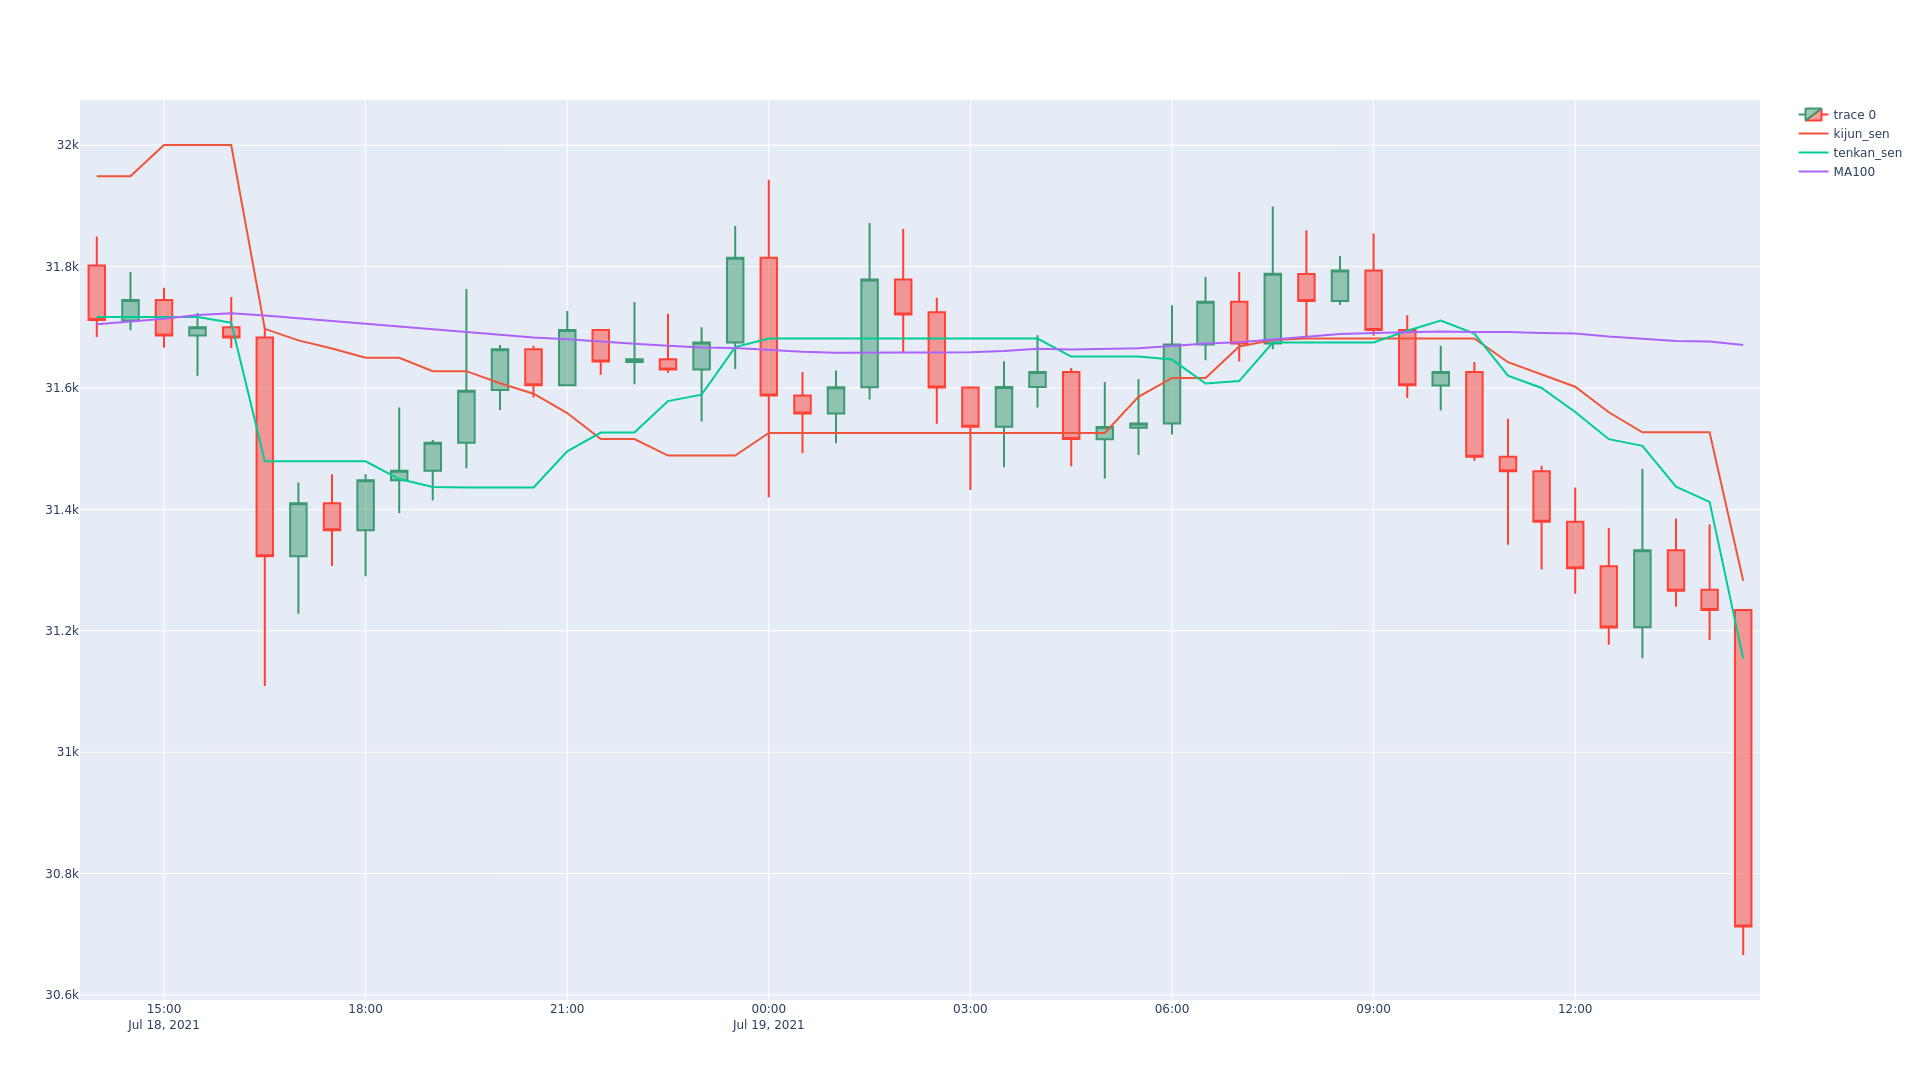 trace 0
kijun_sen
tenkan_sen
MA100
32k
31.8k
31.6k
31.4k
31.2k
31k
30.8k
30.6k
15:00 18:00 21:00 00:00 03:00 06:00 09:00 12:00
Jul 18, 2021 Jul 19, 2021